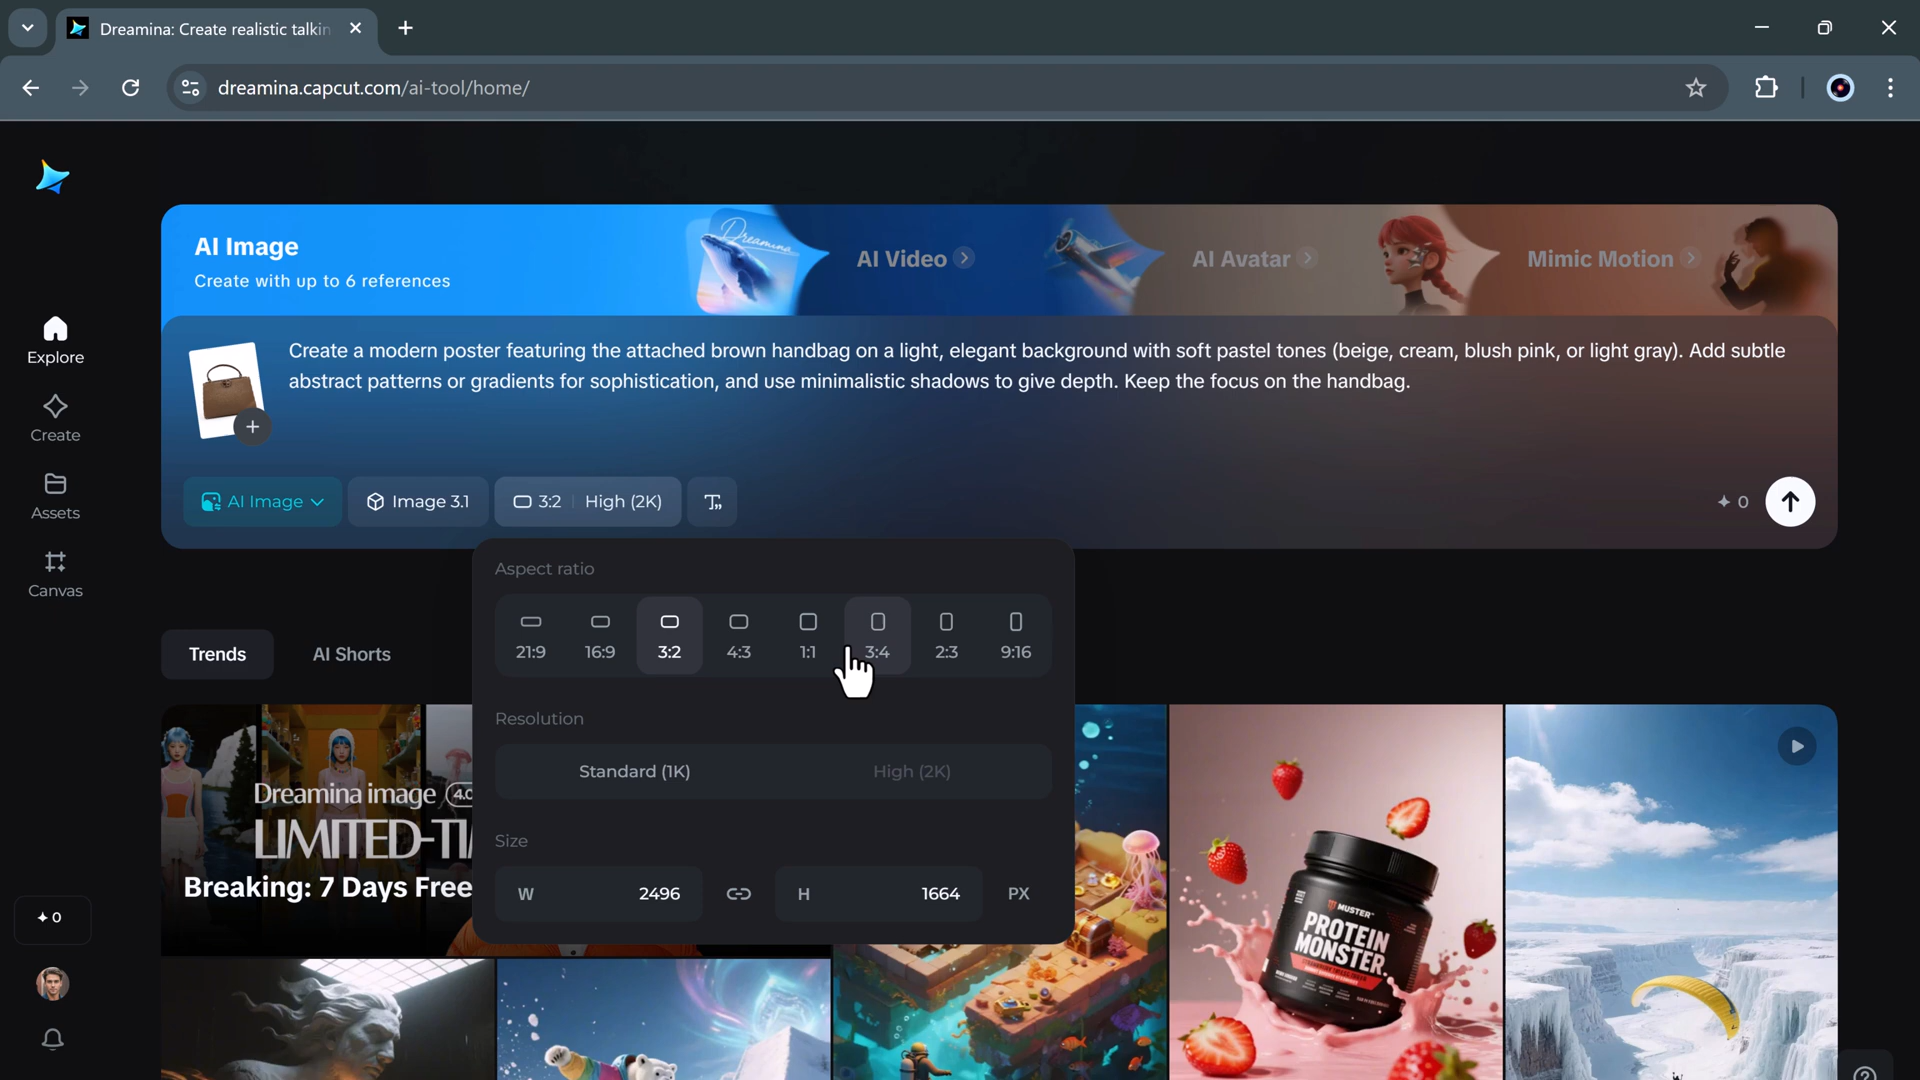 Dreamina: Create realistic talkin
dreamina.capcut.com/ai-tool/home/
AI Image
Create with up to 6 references
Dreamina
AI Video
AI Avatar
Mimic Motion
Create a modern poster featuring the attached brown handbag on a light, elegant background with soft pastel tones (beige, cream, blush pink, or light gray). Add subtle
abstract patterns or gradients for sophistication, and use minimalistic shadows to give depth. Keep the focus on the handbag.
AI Image
Image 3.1
3:2
High (2K)
0
Explore
Create
Assets
Canvas
0
Aspect ratio
21:9
16:9
3:2
4:3
1:1
3:4
2:3
9:16
Resolution
Standard (1K)
High (2K)
Size
W 2496
H 1664
PX
Trends
AI Shorts
Dreamina image 4.0
LIMITED-TI
Breaking: 7 Days Free
MUSTER
PROTEIN
MONSTER